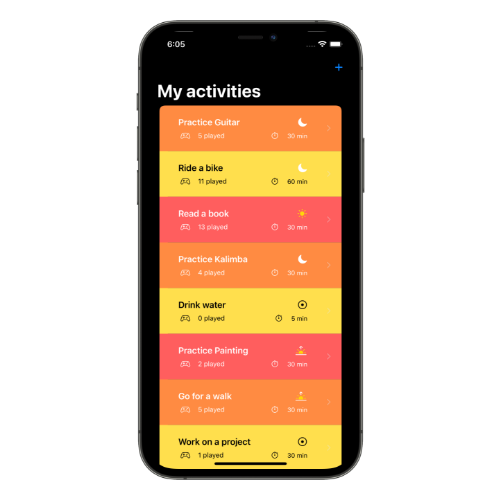 6:05
+
My activities
Practice Guitar
5 played 30 min
Ride a bike
11 played 60 min
Read a book
13 played 30 min
Practice Kalimba
4 played 30 min
Drink water
0 played 5 min
Practice Painting
2 played 30 min
Go for a walk
5 played 30 min
Work on a project
1 played 30 min